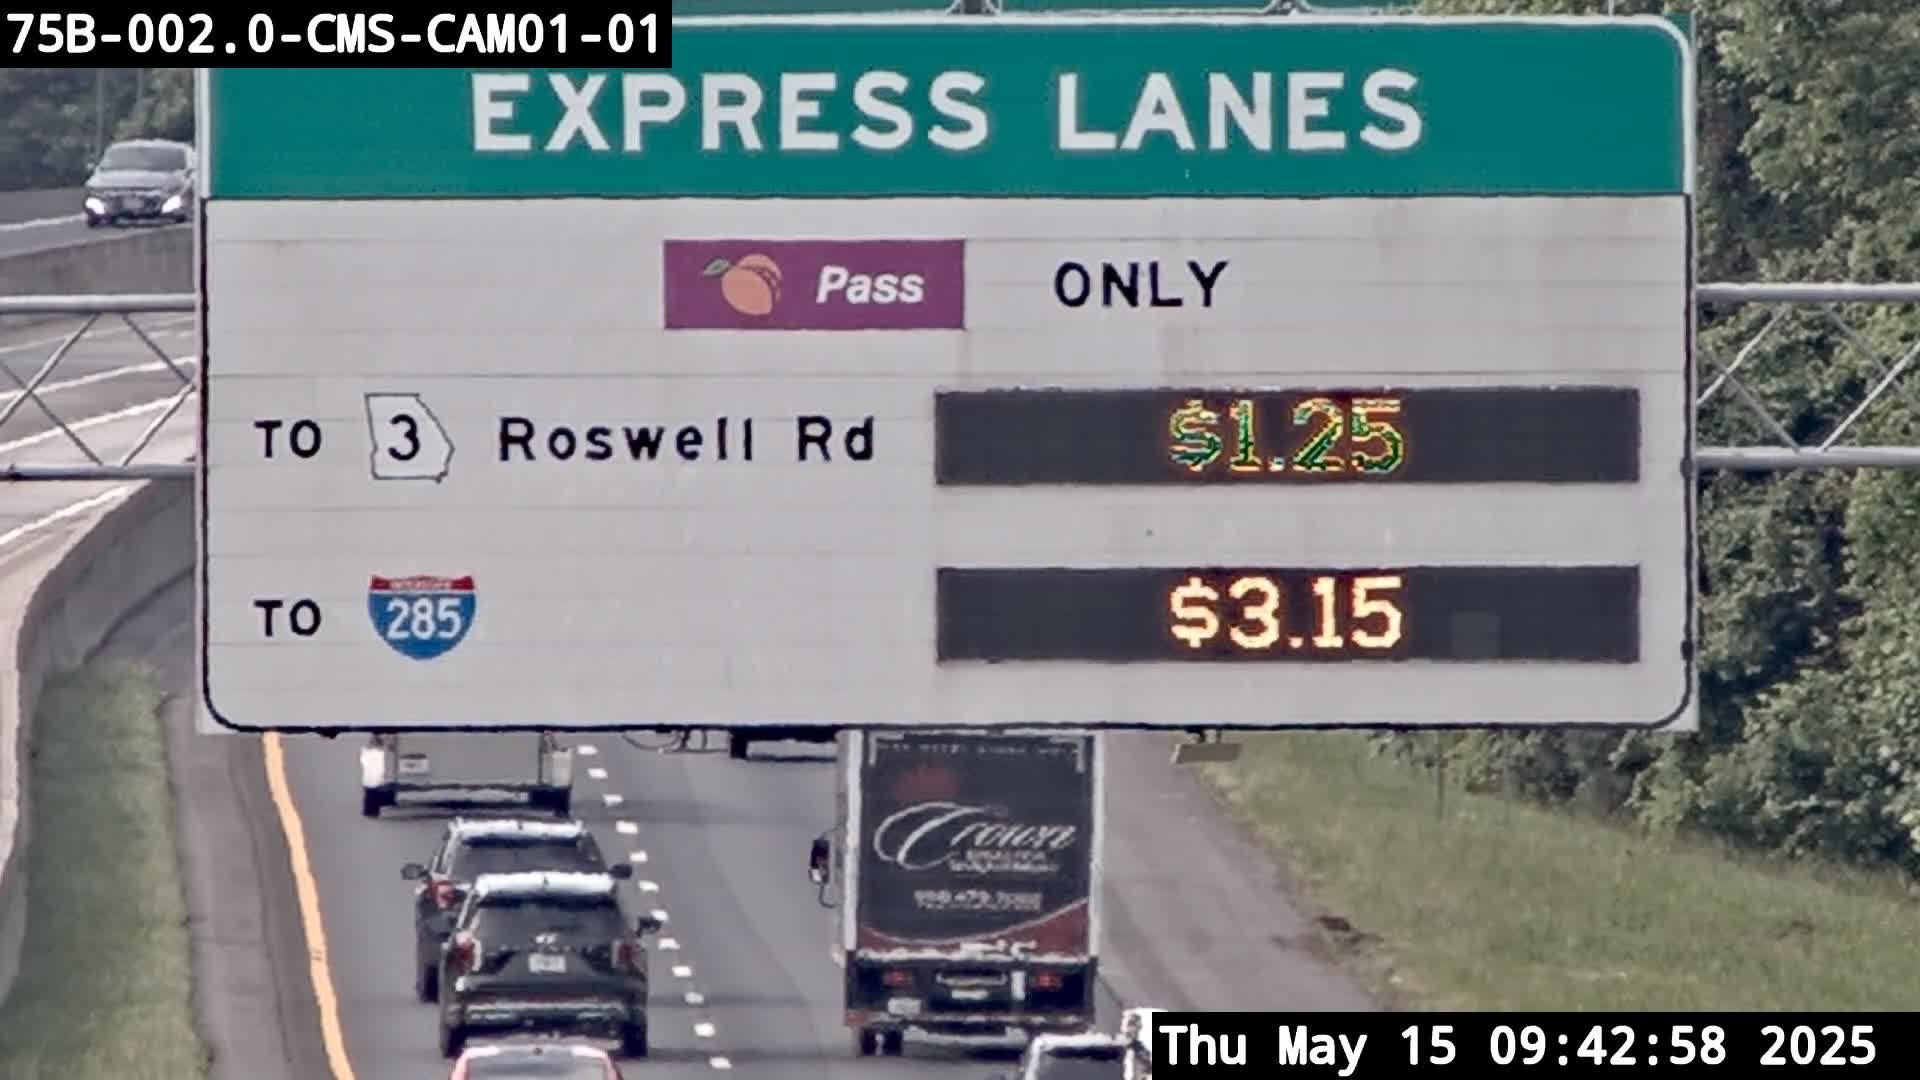 75B-002.0-CMS-CAM01-01
EXPRESS LANES
Pass ONLY
TO 3 Roswell Rd $1.25
TO INTERSTATE 285 $3.15
Crown
Thu May 15 09:42:58 2025